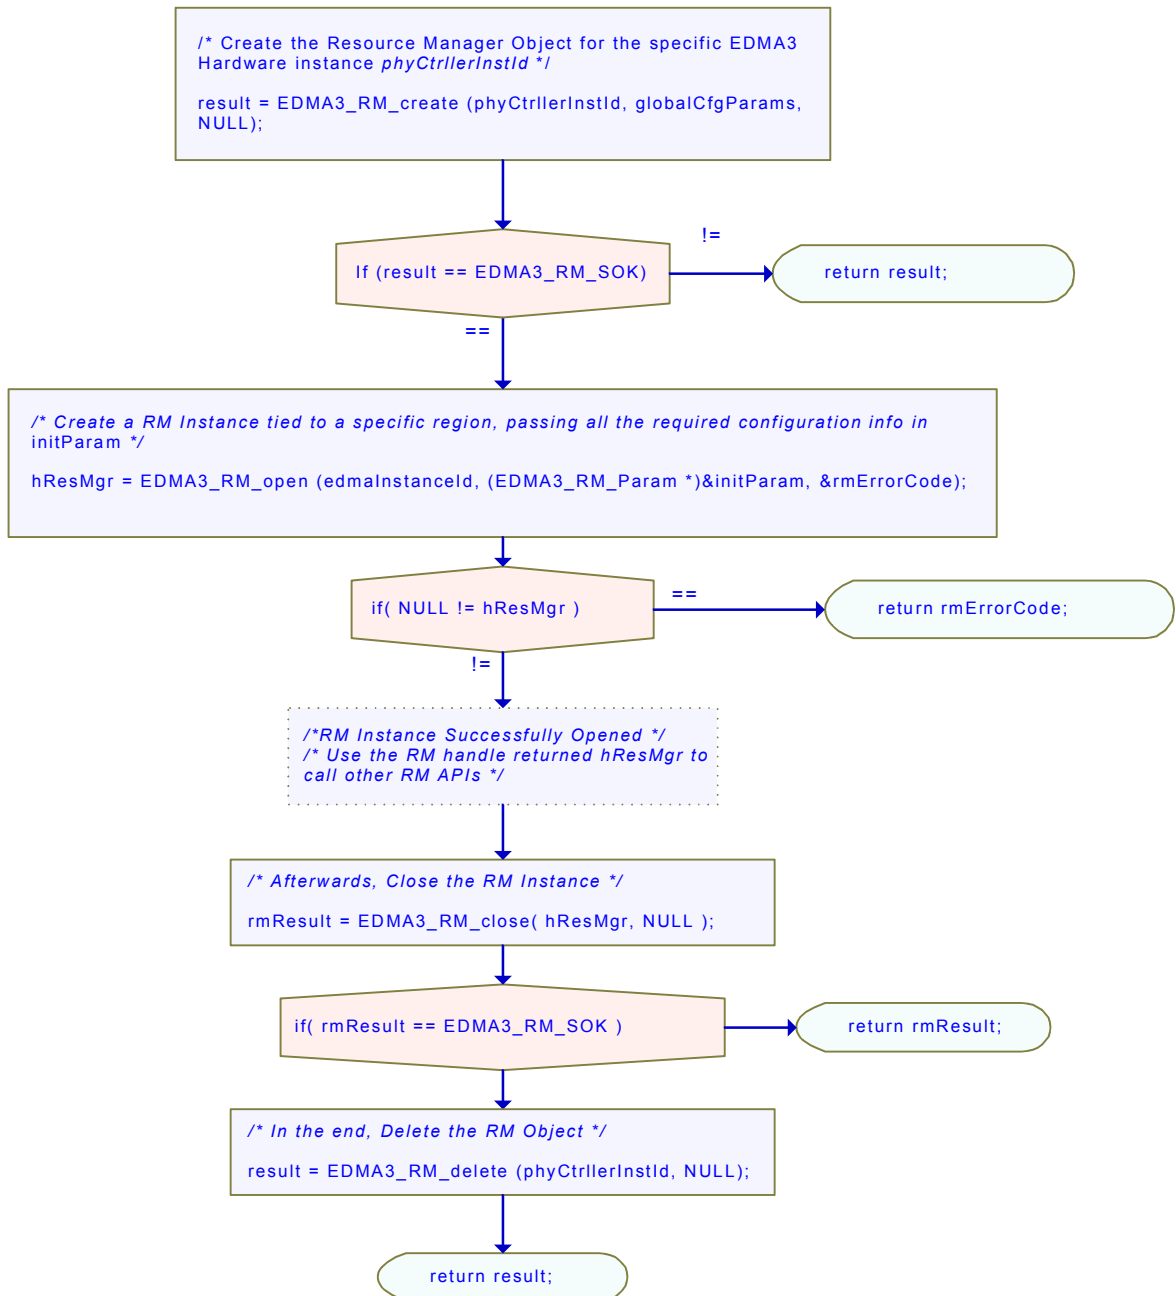 /* Create the Resource Manager Object for the specific EDMA3
Hardware instance phyCtrllerInstId */
result = EDMA3_RM_create (phyCtrllerInstId, globalCfgParams,
NULL);
!=
If (result == EDMA3_RM_SOK)
return result;
==
/* Create a RM Instance tied to a specific region, passing all the required configuration info in
initParam */
hResMgr = EDMA3_RM_open (edmaInstanceId, (EDMA3_RM_Param *)&initParam, &rmErrorCode);
==
if( NULL != hResMgr )
return rmErrorCode;
!=
/*RM Instance Successfully Opened */
/* Use the RM handle returned hResMgr to
call other RM APIs */
/* Afterwards, Close the RM Instance */
rmResult = EDMA3_RM_close( hResMgr, NULL );
if( rmResult == EDMA3_RM_SOK )
return rmResult;
/* In the end, Delete the RM Object */
result = EDMA3_RM_delete (phyCtrllerInstId, NULL);
return result;